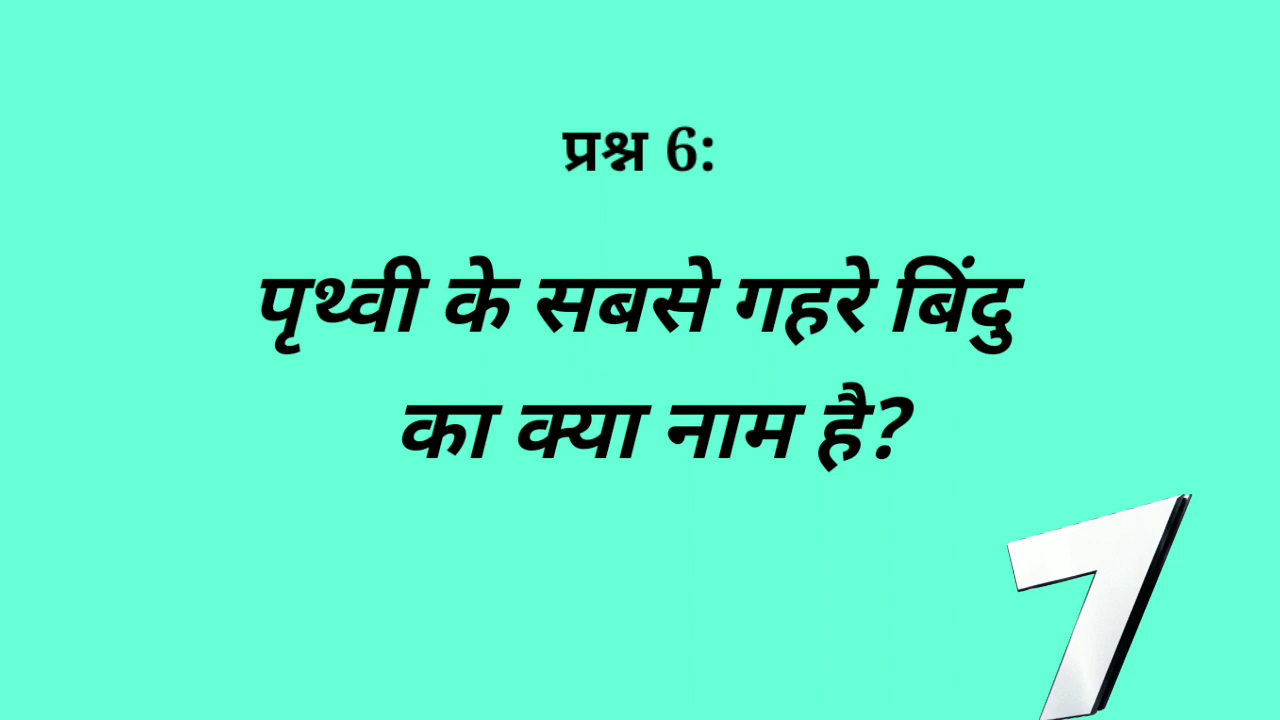 प्रश्न 6:
पृथ्वी के सबसे गहरे बिंदु
का क्या नाम है?
7